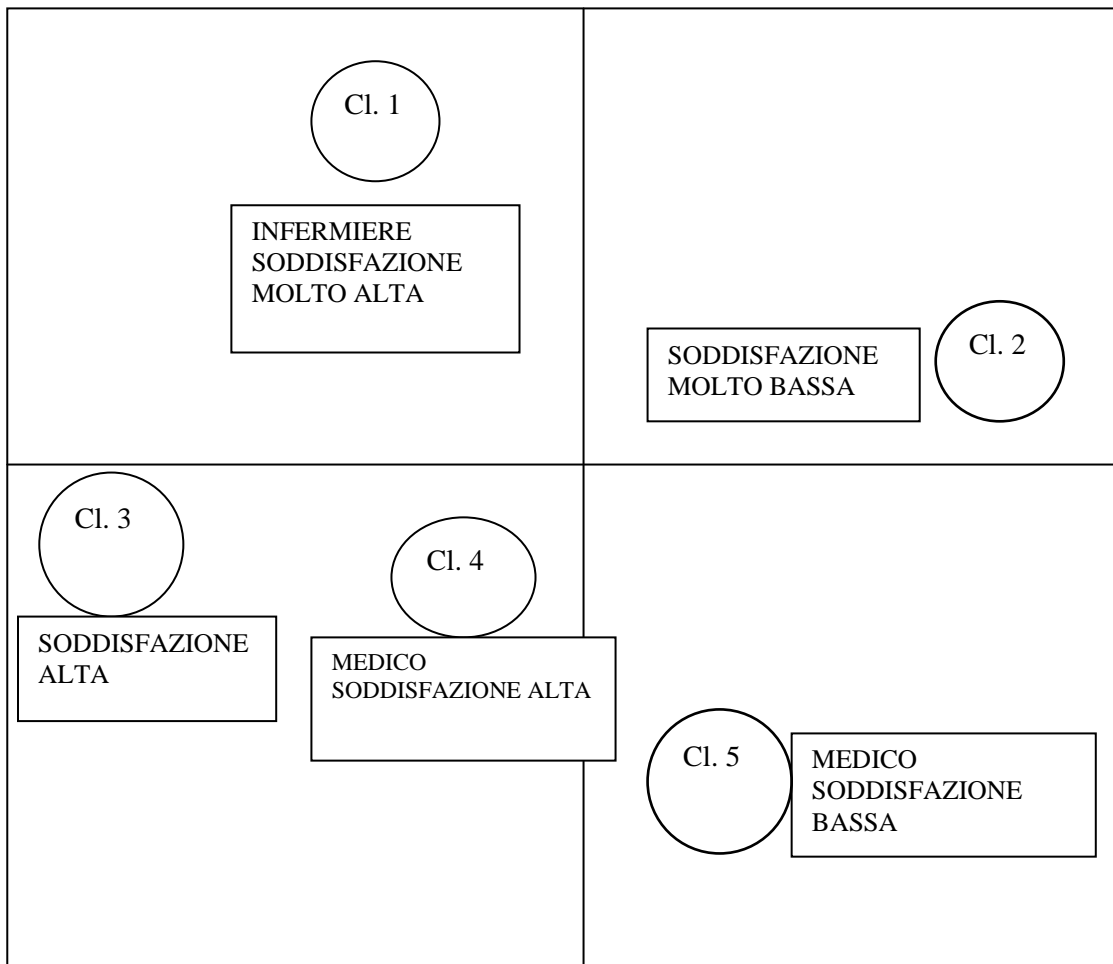 Cl. 1
INFERMIERE
SODDISFAZIONE
MOLTO ALTA
SODDISFAZIONE
MOLTO BASSA
Cl. 2
Cl. 3
SODDISFAZIONE
ALTA
Cl. 4
MEDICO
SODDISFAZIONE ALTA
Cl. 5
MEDICO
SODDISFAZIONE
BASSA